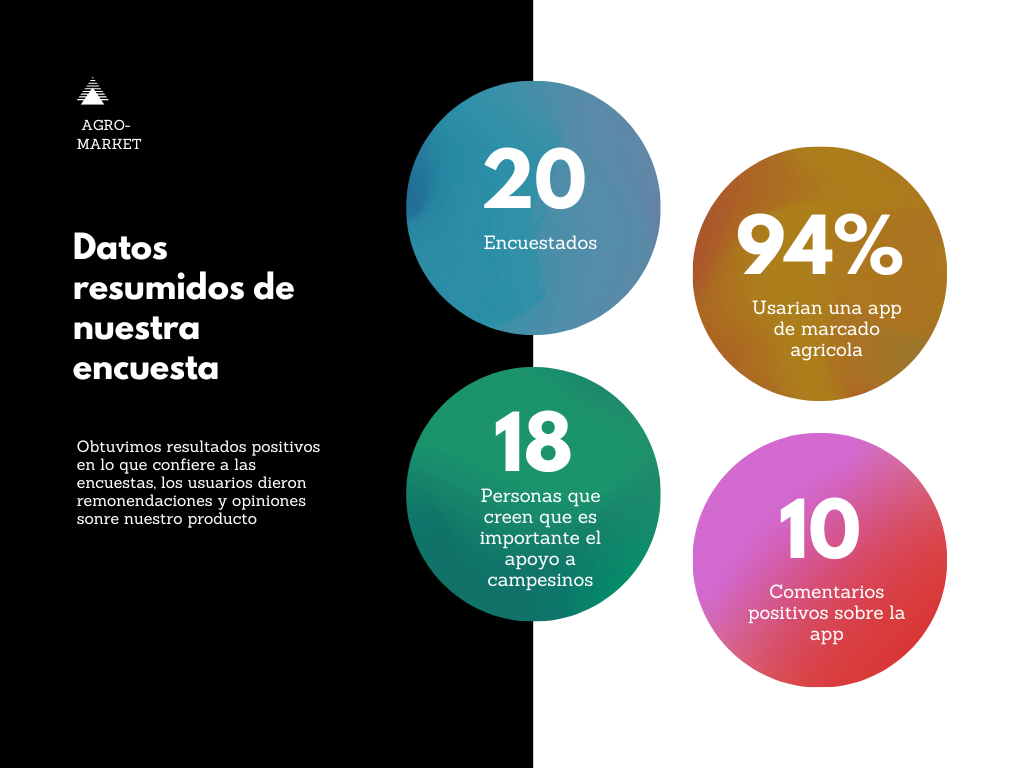 AGRO-
MARKET
Datos
resumidos de
nuestra
encuesta
Obtuvimos resultados positivos
en lo que confiere a las
encuestas, los usuarios dieron
remonendaciones y opiniones
sonre nuestro producto
20
Encuestados
94%
Usarian una app
de marcado
agricola
18
Personas que
creen que es
importante el
apoyo a
campesinos
10
Comentarios
positivos sobre la
app